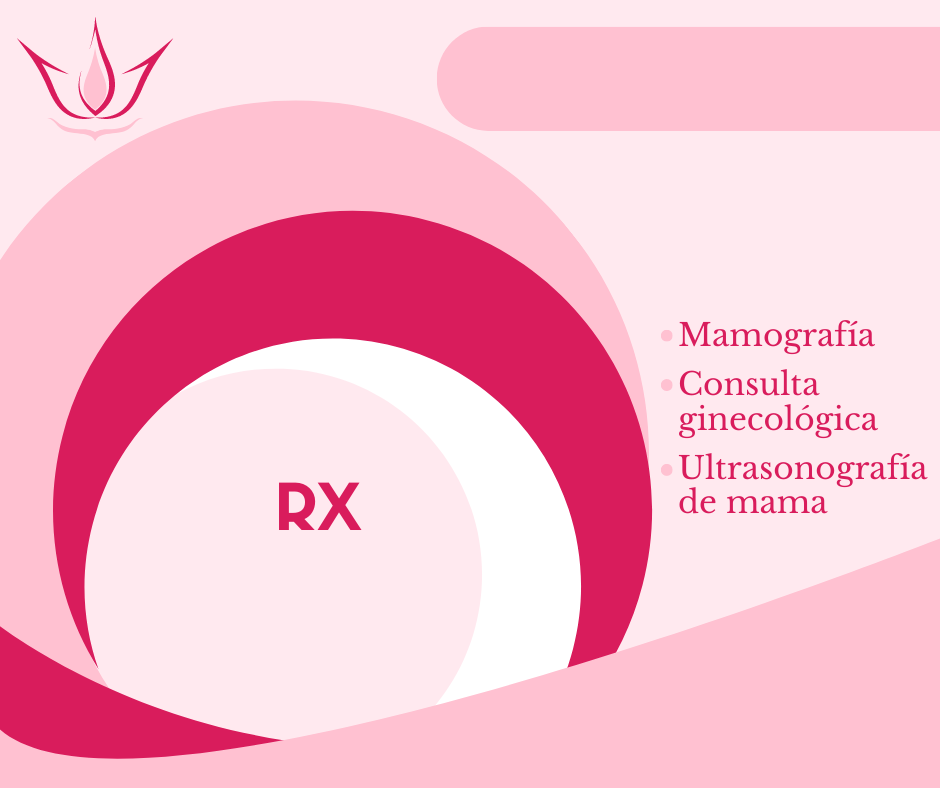 Mamografía
Consulta
ginecológica
Ultrasonografía
de mama
RX